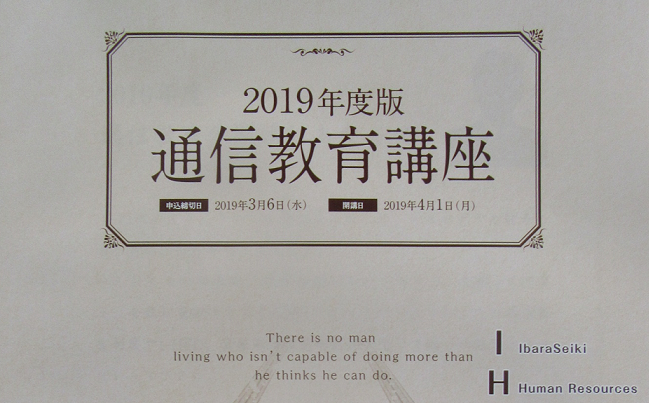 2019年度版
通信教育講座
申込締切日 2019年3月6日(水) 開講日 2019年4月1日(月)
There is no man
living who isn't capable of doing more than
he thinks he can do.
I IbaraSeiki
H Human Resources